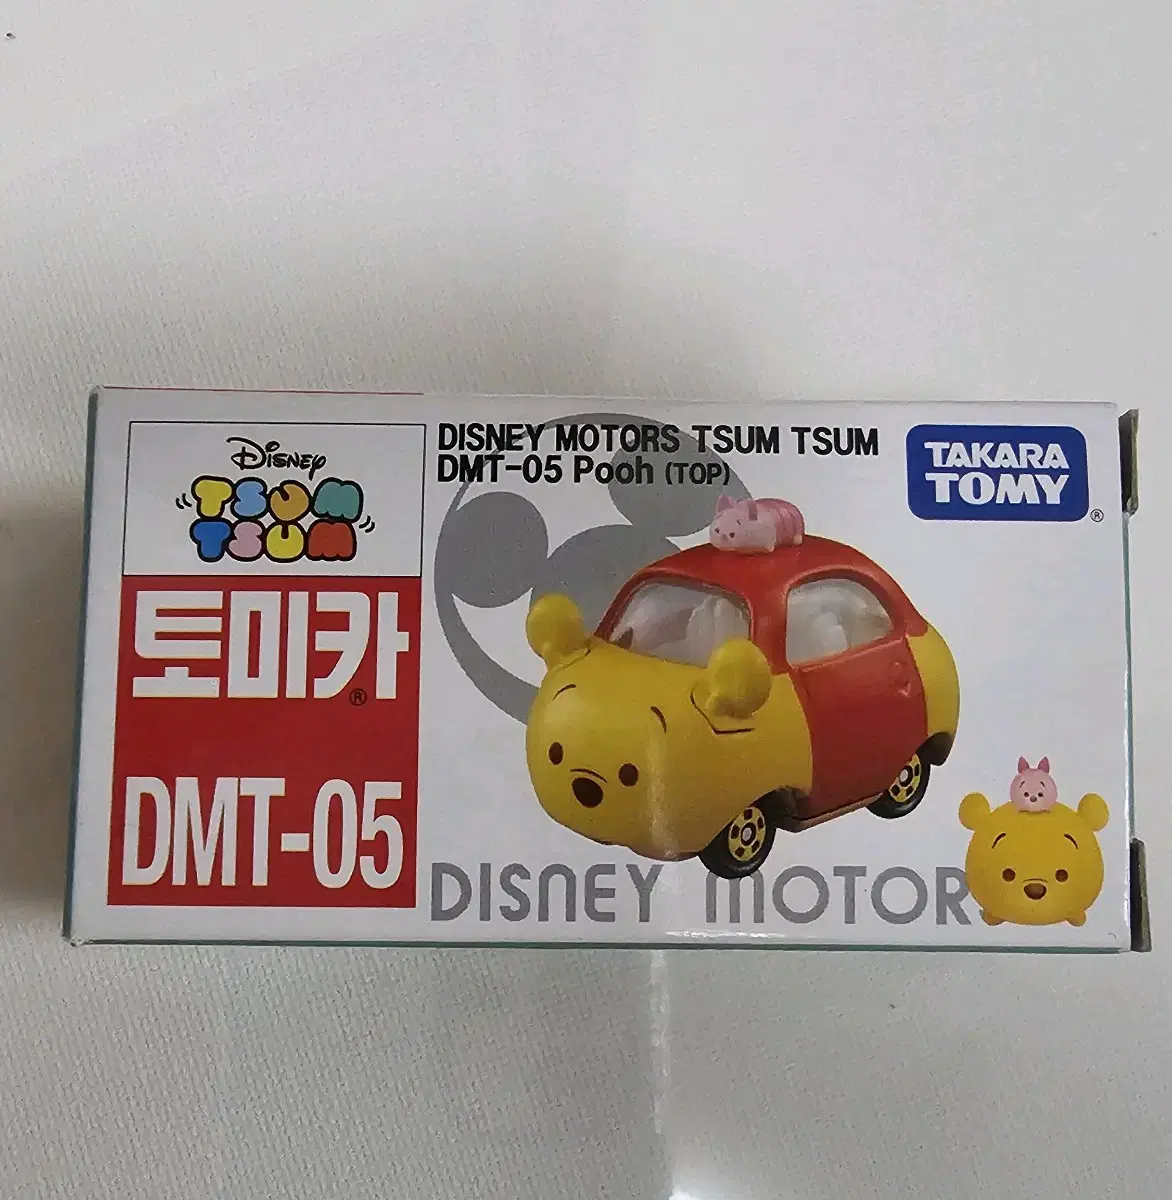 Disney
TSUM
TSUM
토미카®
DMT-05
DISNEY MOTORS TSUM TSUM
DMT-05 Pooh (TOP)
TAKARA
TOMY®
DISNEY MOTORS